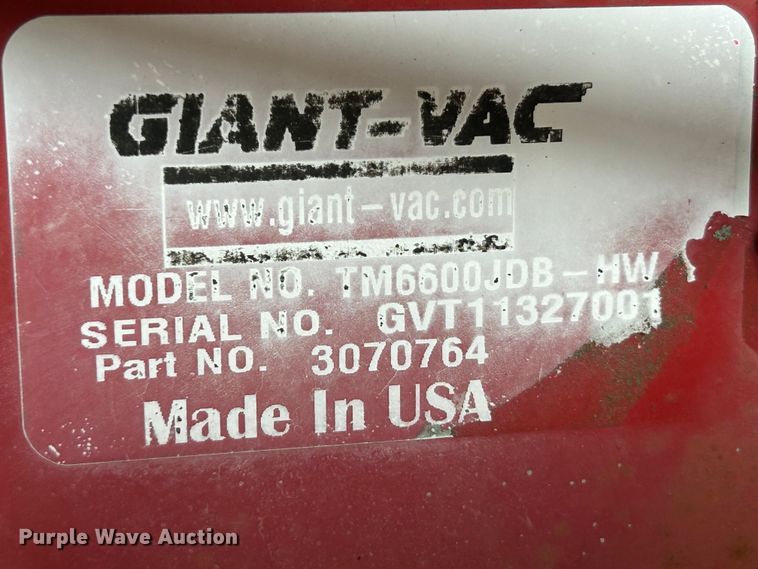 GIANT-VAC.
www.giant-vac.com
MODEL NO. TM6600JDB-HW
SERIAL NO. GVT11327001
Part NO. 3070764
Made In USA
Purple Wave Auction